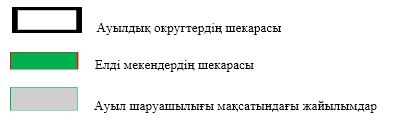 Ауылдық округтердің шекарасы
Елді мекендердің шекарасы
Ауыл шаруашылығы мақсатындағы жайылымдар